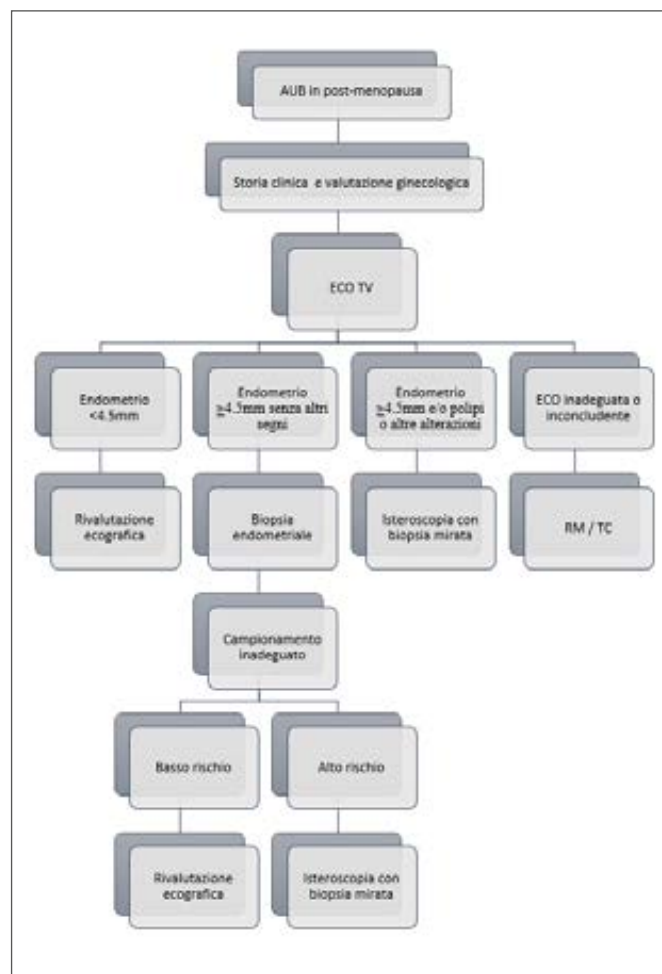 AUB in post-menopausa
Storia clinica e valutazione ginecologica
ECO TV
Endometrio
<4.5mm
Endometrio
≥4.5mm senza altri
segni
Endometrio
≥4.5mm e/o polipi
o altre alterazioni
ECO inadeguata o
inconcludente
Rivalutazione
ecografica
Biopsia
endometriale
Isteroscopia con
biopsia mirata
RM / TC
Campionamento
inadeguato
Basso rischio
Alto rischio
Rivalutazione
ecografica
Isteroscopia con
biopsia mirata